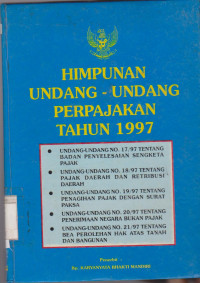 HIMPUNAN
UNDANG - UNDANG
PERPAJAKAN
TAHUN 1997
UNDANG-UNDANG NO. 17/97 TENTANG
BADAN PENYELESAIAN SENGKETA
PAJAK
UNDANG-UNDANG NO. 18/97 TENTANG
PAJAK DAERAH DAN RETRIBUSI
DAERAH
UNDANG-UNDANG NO. 19/97 TENTANG
PENAGIHAN PAJAK DENGAN SURAT
PAKSA
UNDANG-UNDANG NO. 20/97 TENTANG
PENERIMAAN NEGARA BUKAN PAJAK
UNDANG-UNDANG NO. 21/97 TENTANG
BEA PEROLEHAN HAK ATAS TANAH
DAN BANGUNAN
Penerbit :
BHAKTI MANDIRI